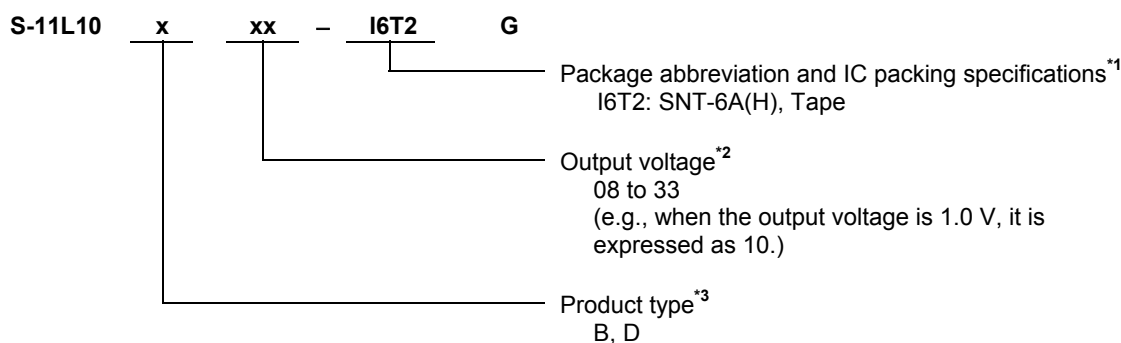 S-11L10 x xx – I6T2 G
Package abbreviation and IC packing specifications*1
I6T2: SNT-6A(H), Tape
Output voltage*2
08 to 33
(e.g., when the output voltage is 1.0 V, it is
expressed as 10.)
Product type*3
B, D